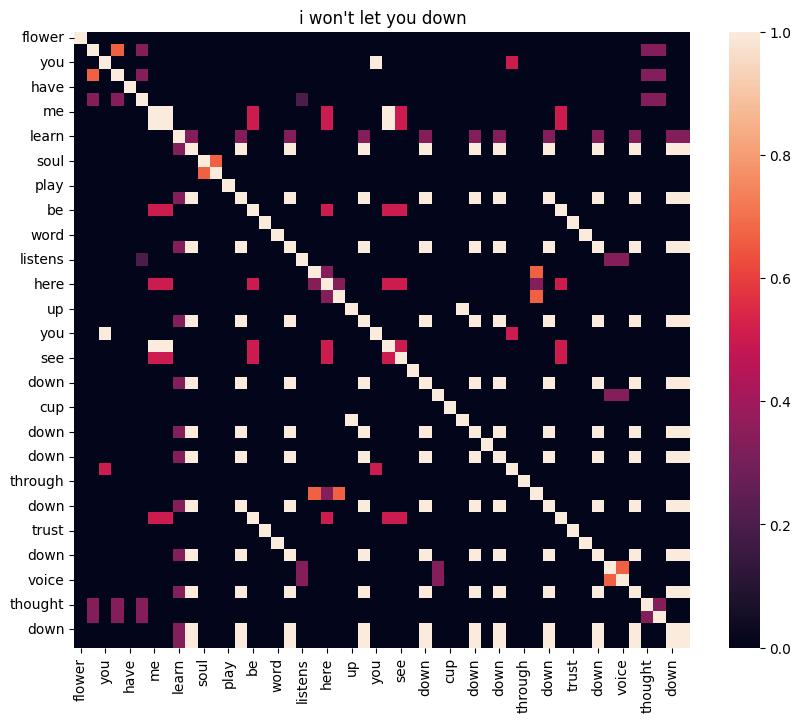 i won't let you down
flower
you
have
me
learn
soul
play
be
word
listens
here
up
you
see
down
cup
down
down
through
down
trust
down
voice
thought
down
1.0
0.8
0.6
0.4
0.2
0.0
flower
you
have
me
learn
soul
play
be
word
listens
here
up
you
see
down
cup
down
down
through
down
trust
down
voice
thought
down